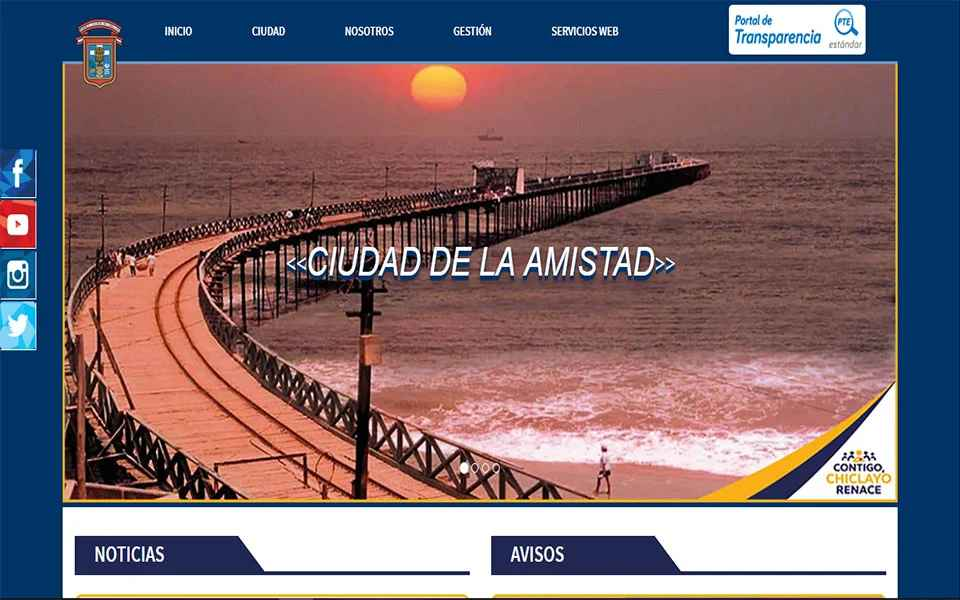 INICIO
CIUDAD
NOSOTROS
GESTIÓN
SERVICIOS WEB
Portal de
Transparencia
PTE
estándar
<<CIUDAD DE LA AMISTAD>>
CONTIGO,
CHICLAYO
RENACE
NOTICIAS
AVISOS